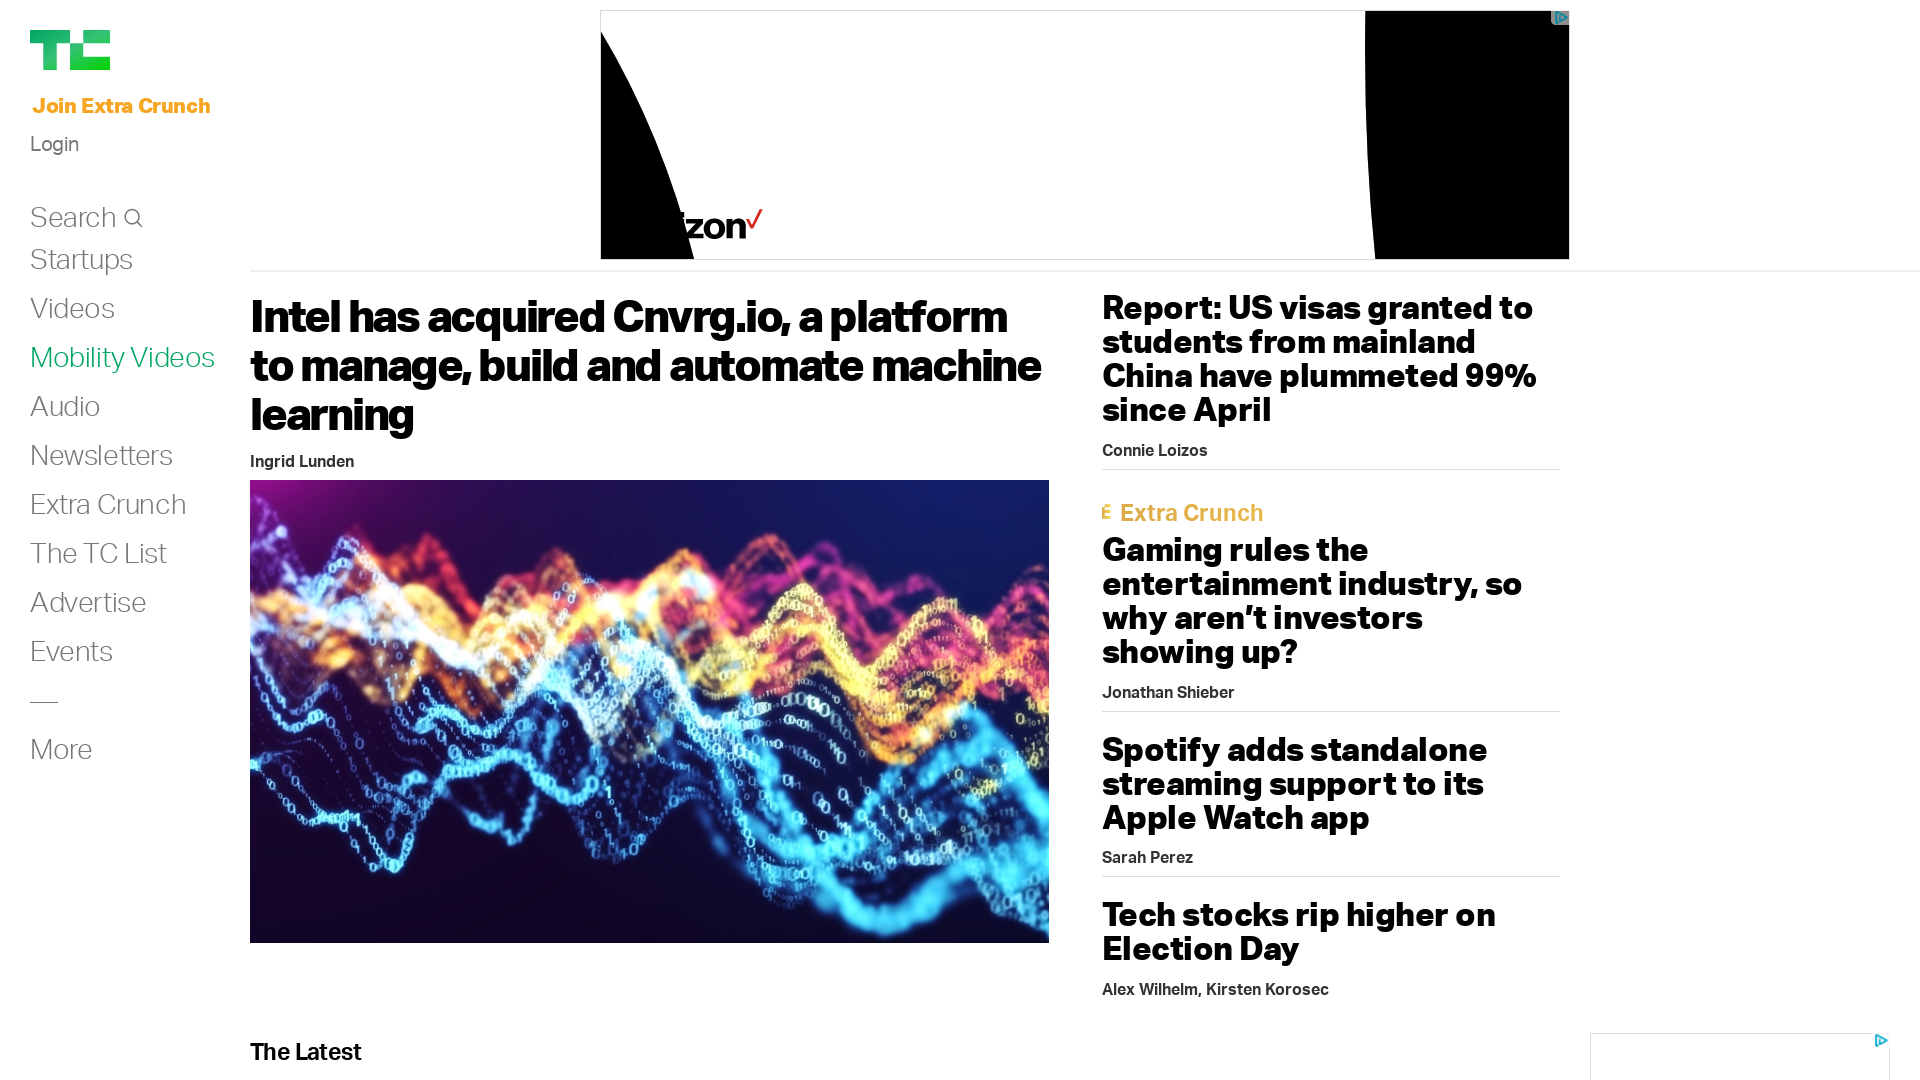 TC
Join Extra Crunch
Login
Search
Startups
Videos
Mobility Videos
Audio
Newsletters
Extra Crunch
The TC List
Advertise
Events
More
izon
Intel has acquired Cnvrg.io, a platform
to manage, build and automate machine
learning
Ingrid Lunden
Report: US visas granted to
students from mainland
China have plummeted 99%
since April
Connie Loizos
Extra Crunch
Gaming rules the
entertainment industry, so
why aren’t investors
showing up?
Jonathan Shieber
Spotify adds standalone
streaming support to its
Apple Watch app
Sarah Perez
Tech stocks rip higher on
Election Day
Alex Wilhelm, Kirsten Korosec
The Latest